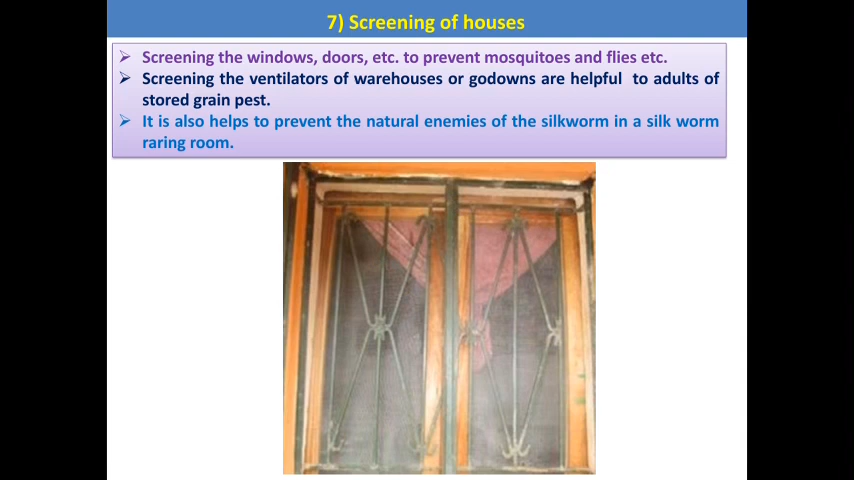 7) Screening of houses
➢ Screening the windows, doors, etc. to prevent mosquitoes and flies etc.
➢ Screening the ventilators of warehouses or godowns are helpful to adults of
stored grain pest.
➢ It is also helps to prevent the natural enemies of the silkworm in a silk worm
raring room.